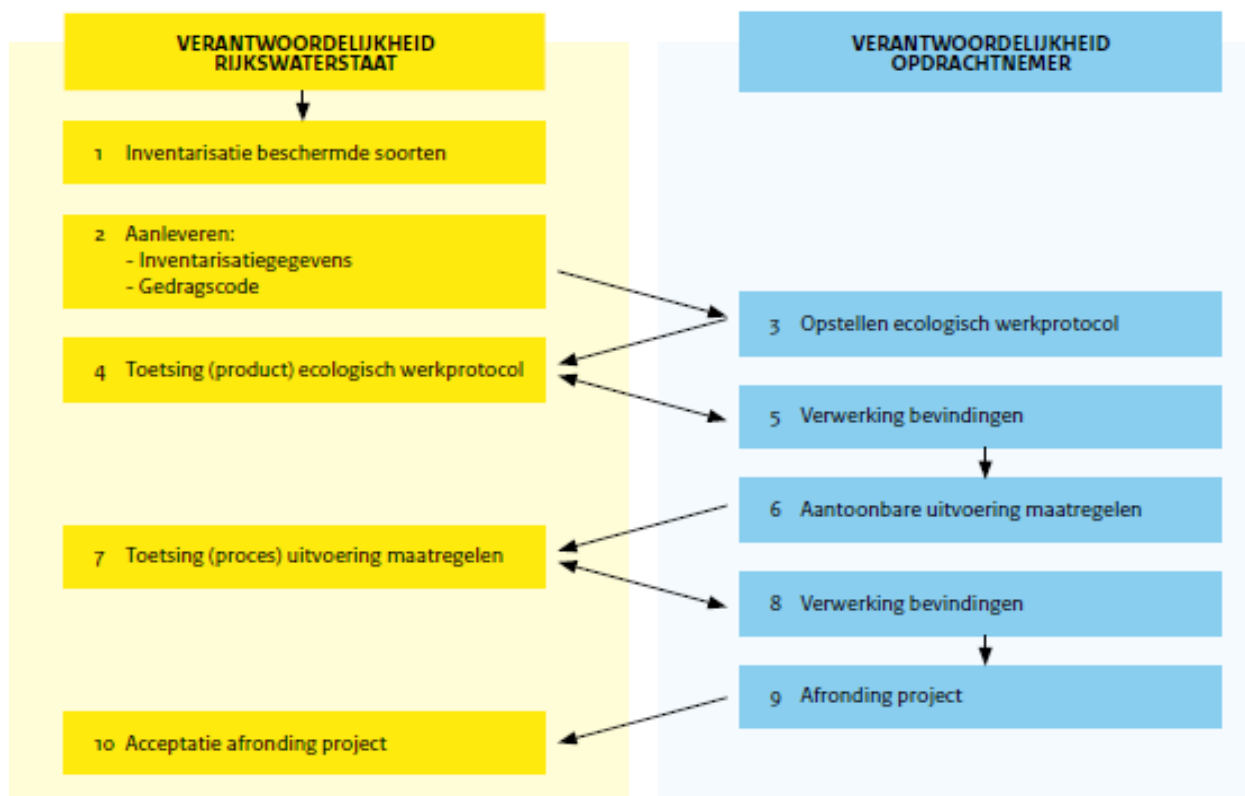 VERANTWOORDELIJKHEID
RIJKSWATERSTAAT
VERANTWOORDELIJKHEID
OPDRACHTNEMER
1 Inventarisatie beschermde soorten
2 Aanleveren:
- Inventarisatiegegevens
- Gedragscode
3 Opstellen ecologisch werkprotocol
4 Toetsing (product) ecologisch werkprotocol
5 Verwerking bevindingen
6 Aantoonbare uitvoering maatregelen
7 Toetsing (proces) uitvoering maatregelen
8 Verwerking bevindingen
9 Afronding project
10 Acceptatie afronding project